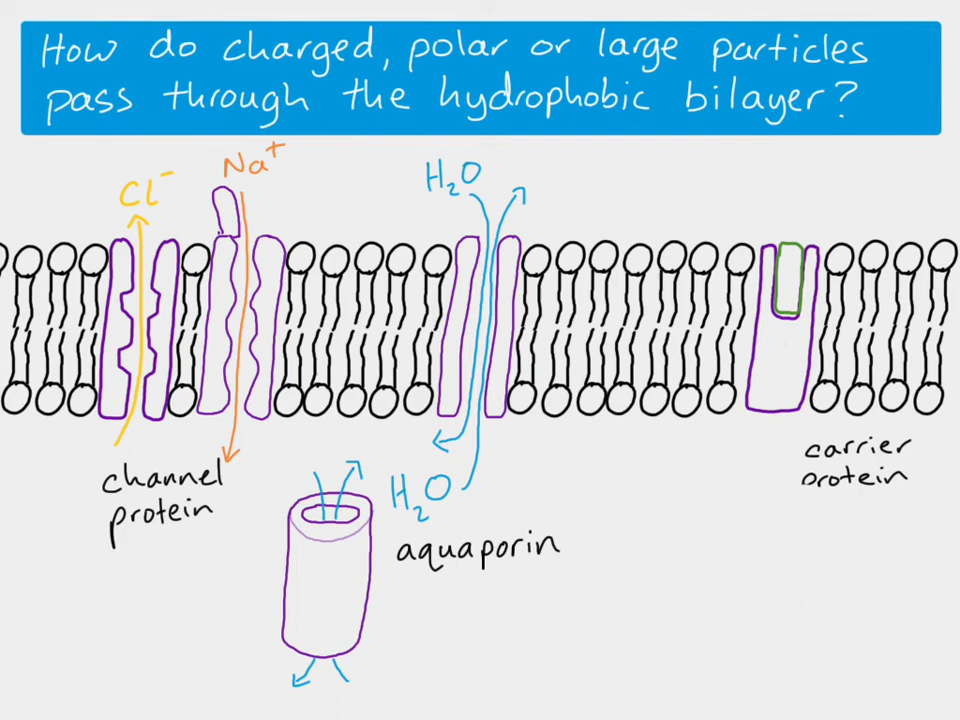 How do charged, polar or large particles
pass through the hydrophobic bilayer?
Cl⁻
Na⁺
H₂O
channel
protein
H₂O
aquaporin
carrier
protein